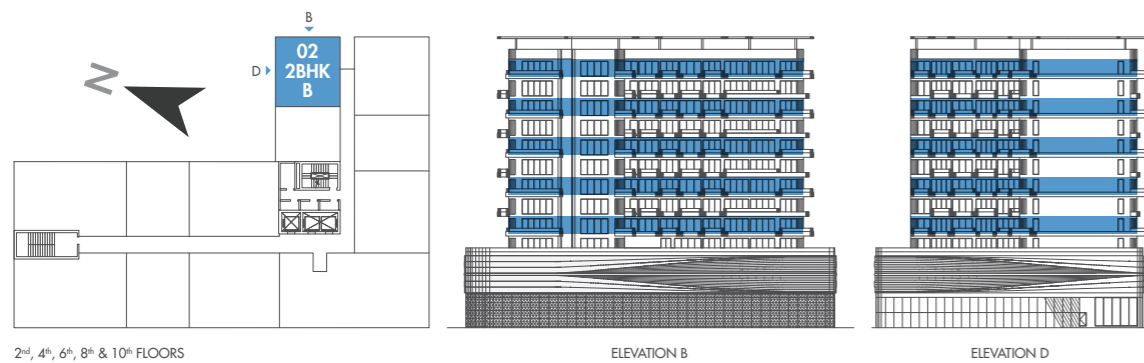 B
02
2BHK
B
D
N
2nd, 4th, 6th, 8th & 10th FLOORS
ELEVATION B
ELEVATION D